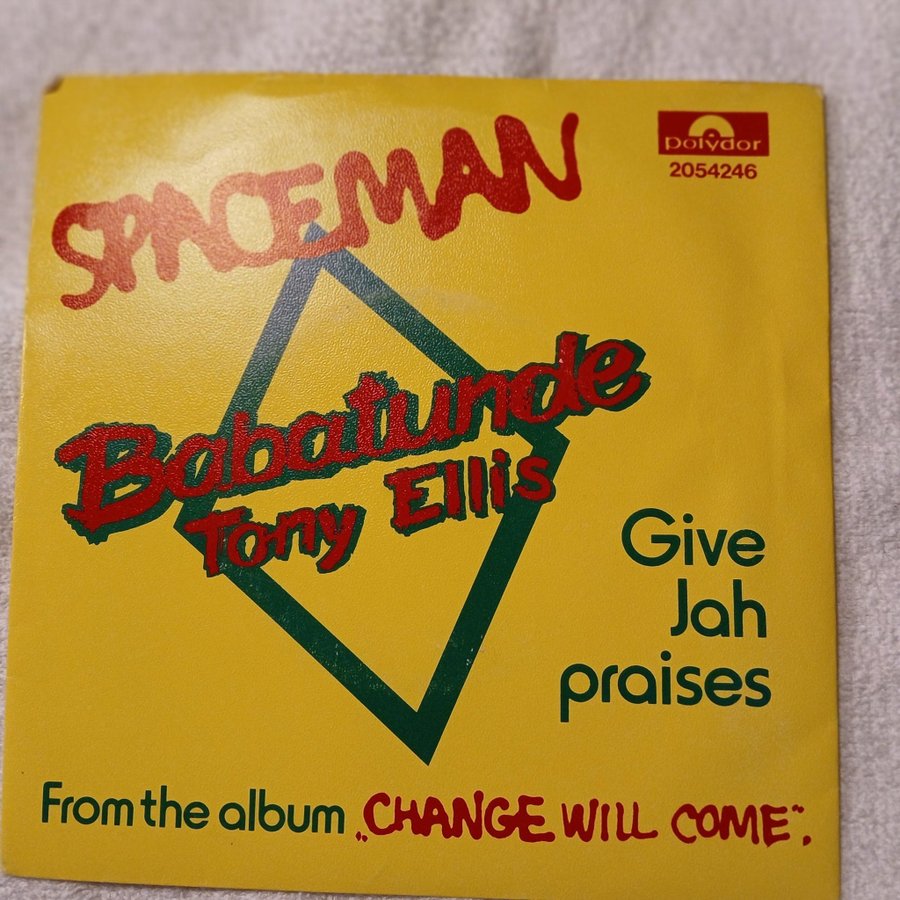 SPACEMAN
polydor
2054246
Babatunde
Tony Ellis
Give
Jah
praises
From the album „CHANGE WILL COME".